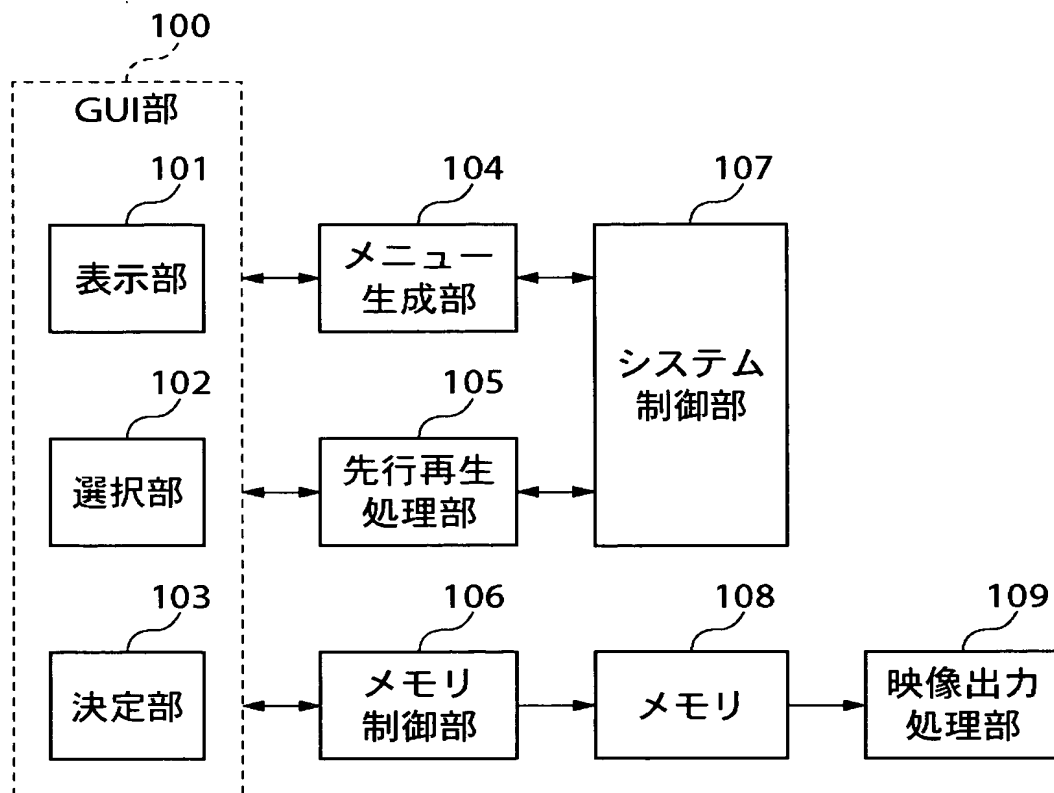 100
GUI部
101
104
107
表示部
メニュー
生成部
システム
制御部
102
105
選択部
先行再生
処理部
103
106
108
109
決定部
メモリ
制御部
メモリ
映像出力
処理部